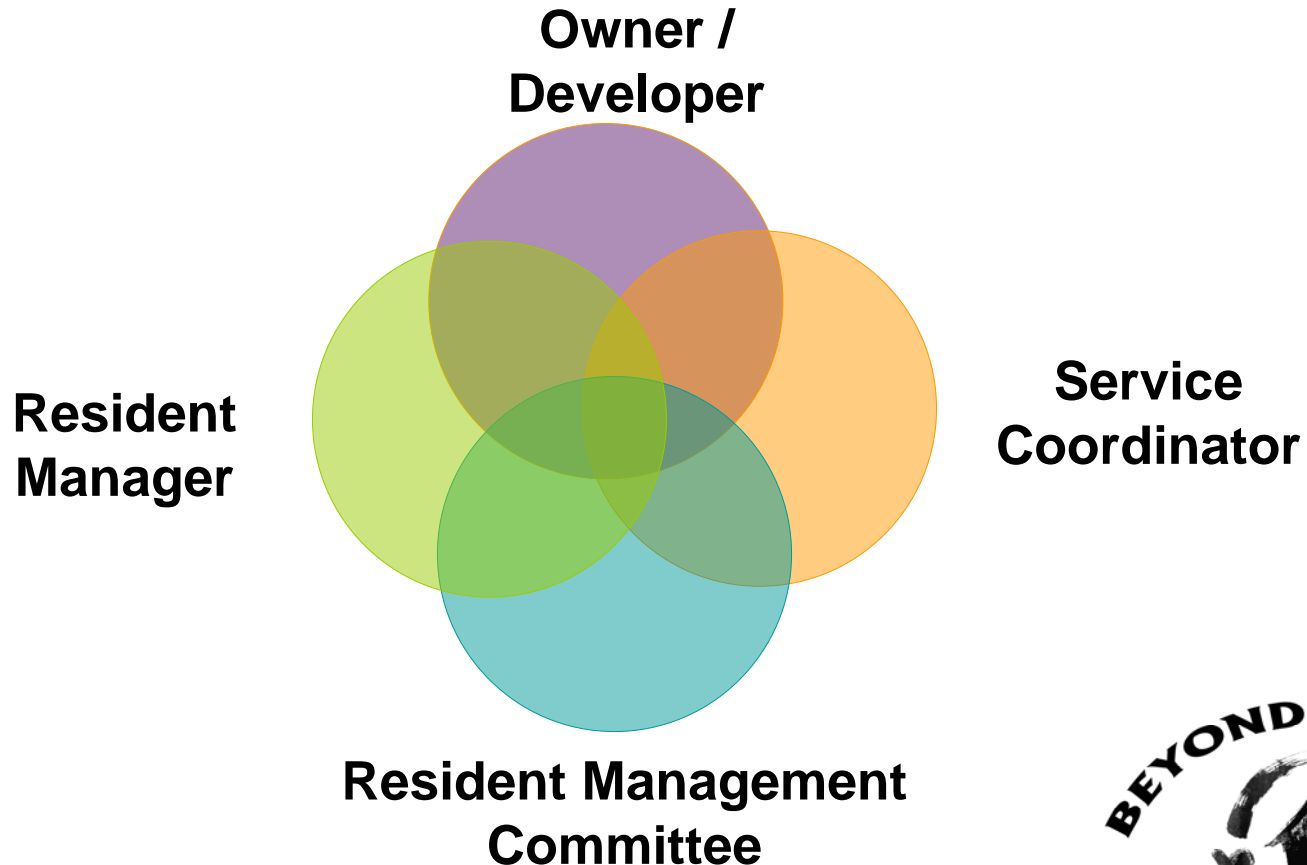 Owner /
Developer
Resident
Manager
Service
Coordinator
Resident Management
Committee
BEYOND